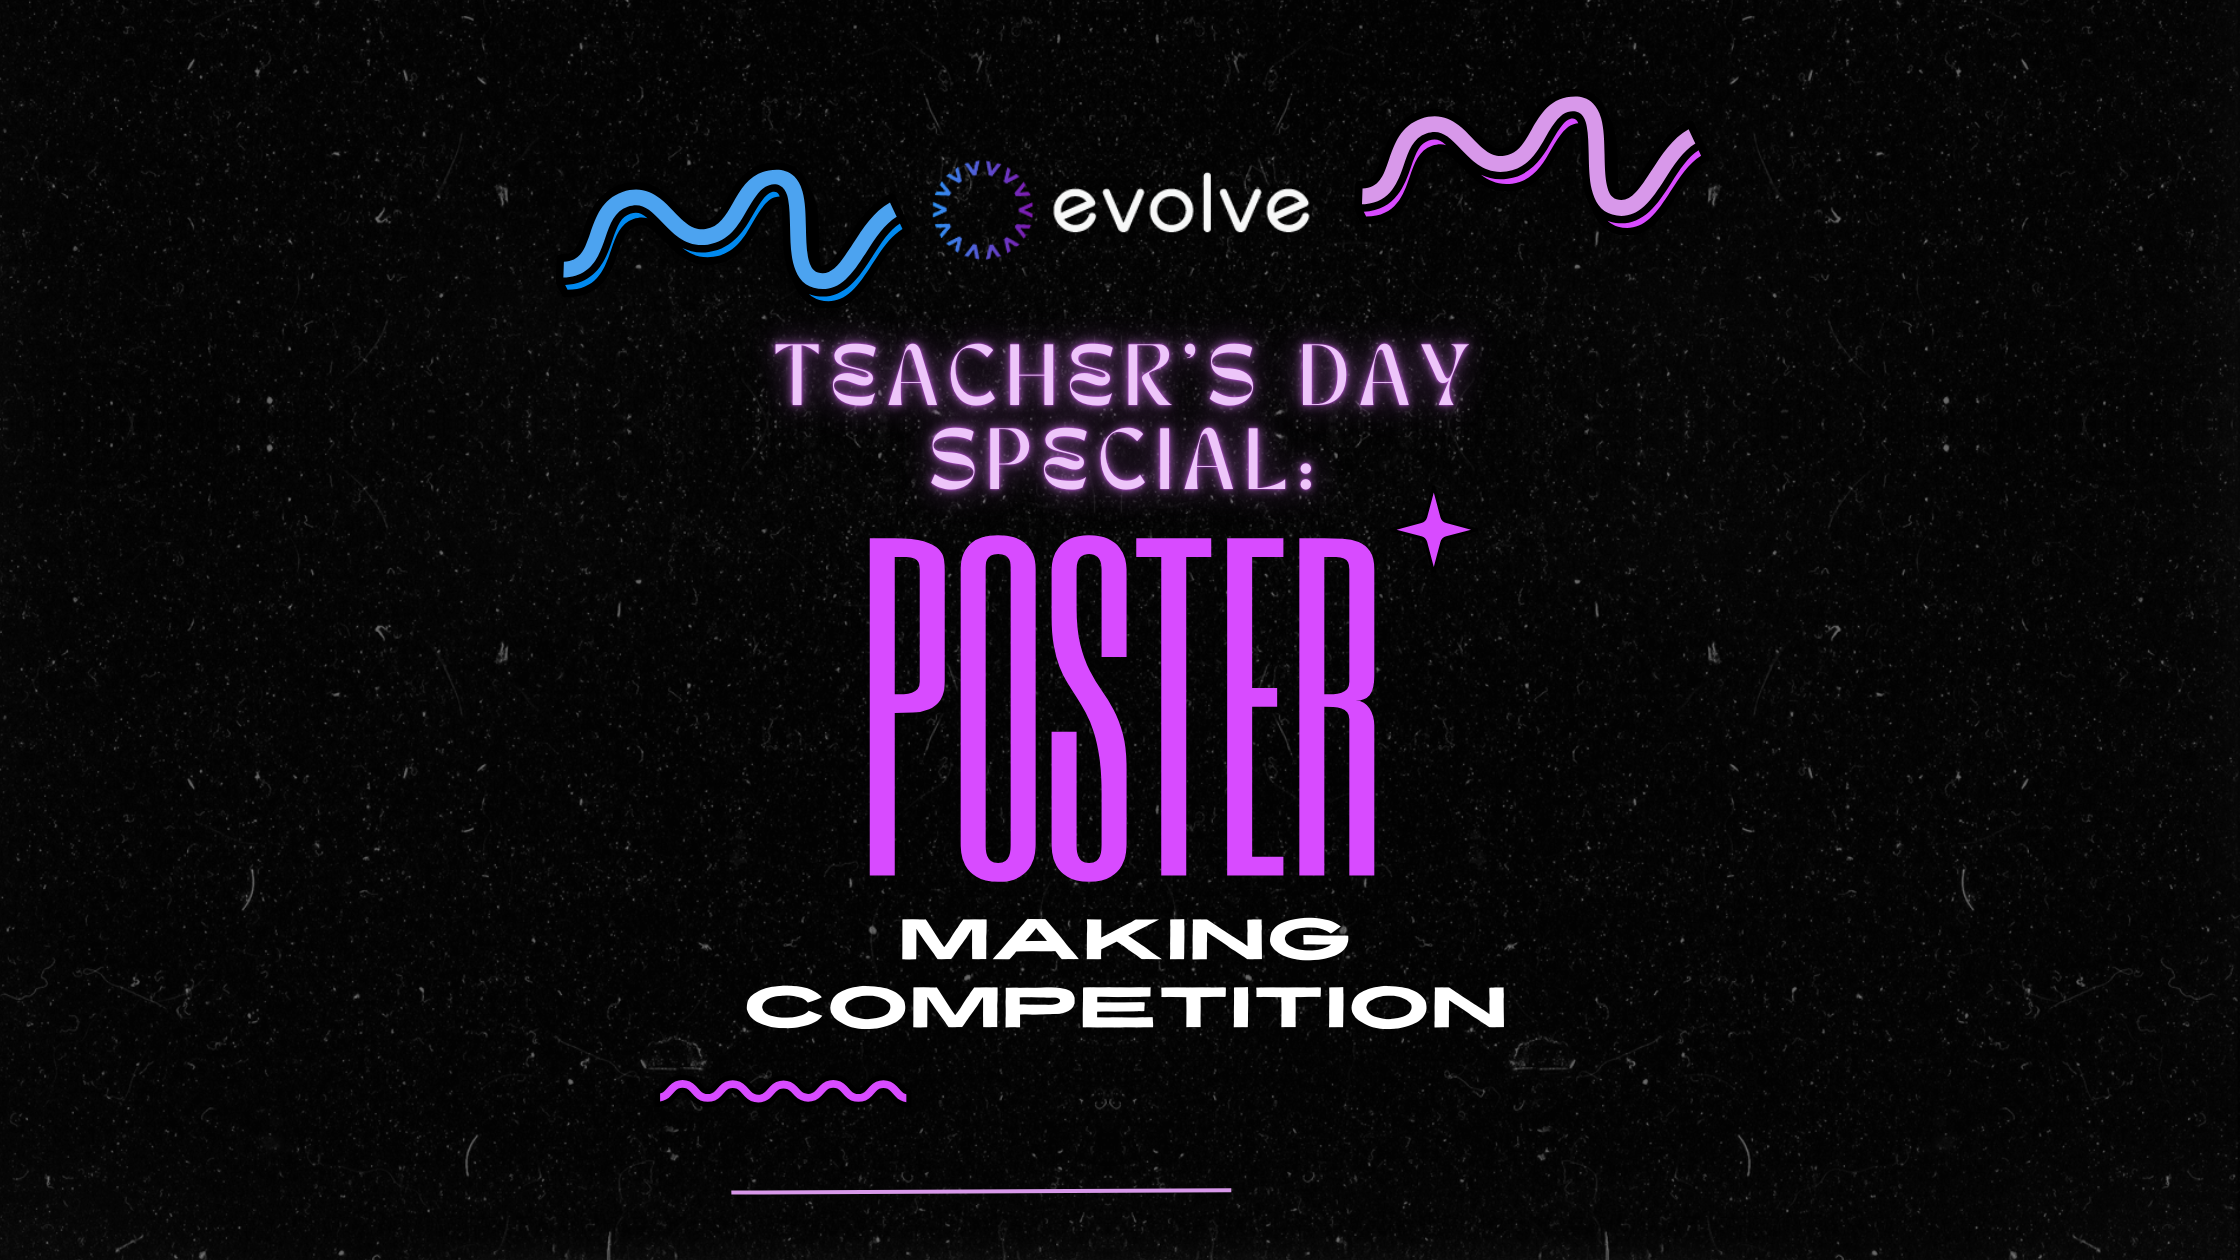 evolve
TEACHER'S DAY
SPECIAL:
POSTER
MAKING
COMPETITION